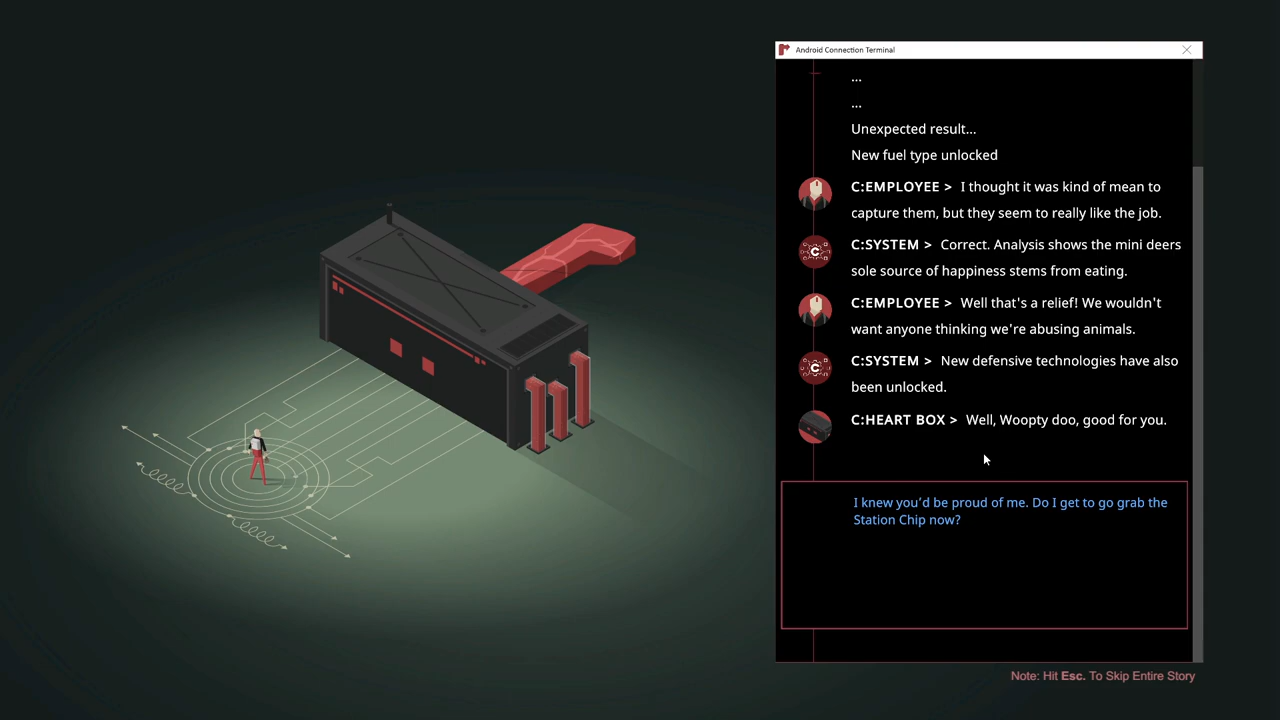 Android Connection Terminal
...
...
Unexpected result...
New fuel type unlocked
C:EMPLOYEE > I thought it was kind of mean to
capture them, but they seem to really like the job.
C:SYSTEM > Correct. Analysis shows the mini deers
sole source of happiness stems from eating.
C:EMPLOYEE > Well that's a relief! We wouldn't
want anyone thinking we're abusing animals.
C:SYSTEM > New defensive technologies have also
been unlocked.
C:HEART BOX > Well, Woopty doo, good for you.
I knew you'd be proud of me. Do I get to go grab the
Station Chip now?
Note: Hit Esc. To Skip Entire Story